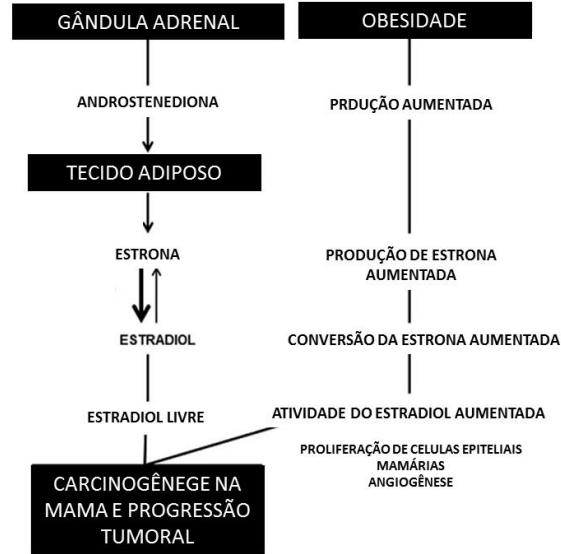 GÂNDULA ADRENAL
ANDROSTENEDIONA
TECIDO ADIPOSO
ESTRONA
ESTRADIOL
ESTRADIOL LIVRE
CARCINOGÊNEGE NA
MAMA E PROGRESSÃO
TUMORAL
OBESIDADE
PRDUÇÃO AUMENTADA
PRODUÇÃO DE ESTRONA
AUMENTADA
CONVERSÃO DA ESTRONA AUMENTADA
ATIVIDADE DO ESTRADIOL AUMENTADA
PROLIFERAÇÃO DE CELULAS EPITELIAIS
MAMÁRIAS
ANGIOGÊNESE